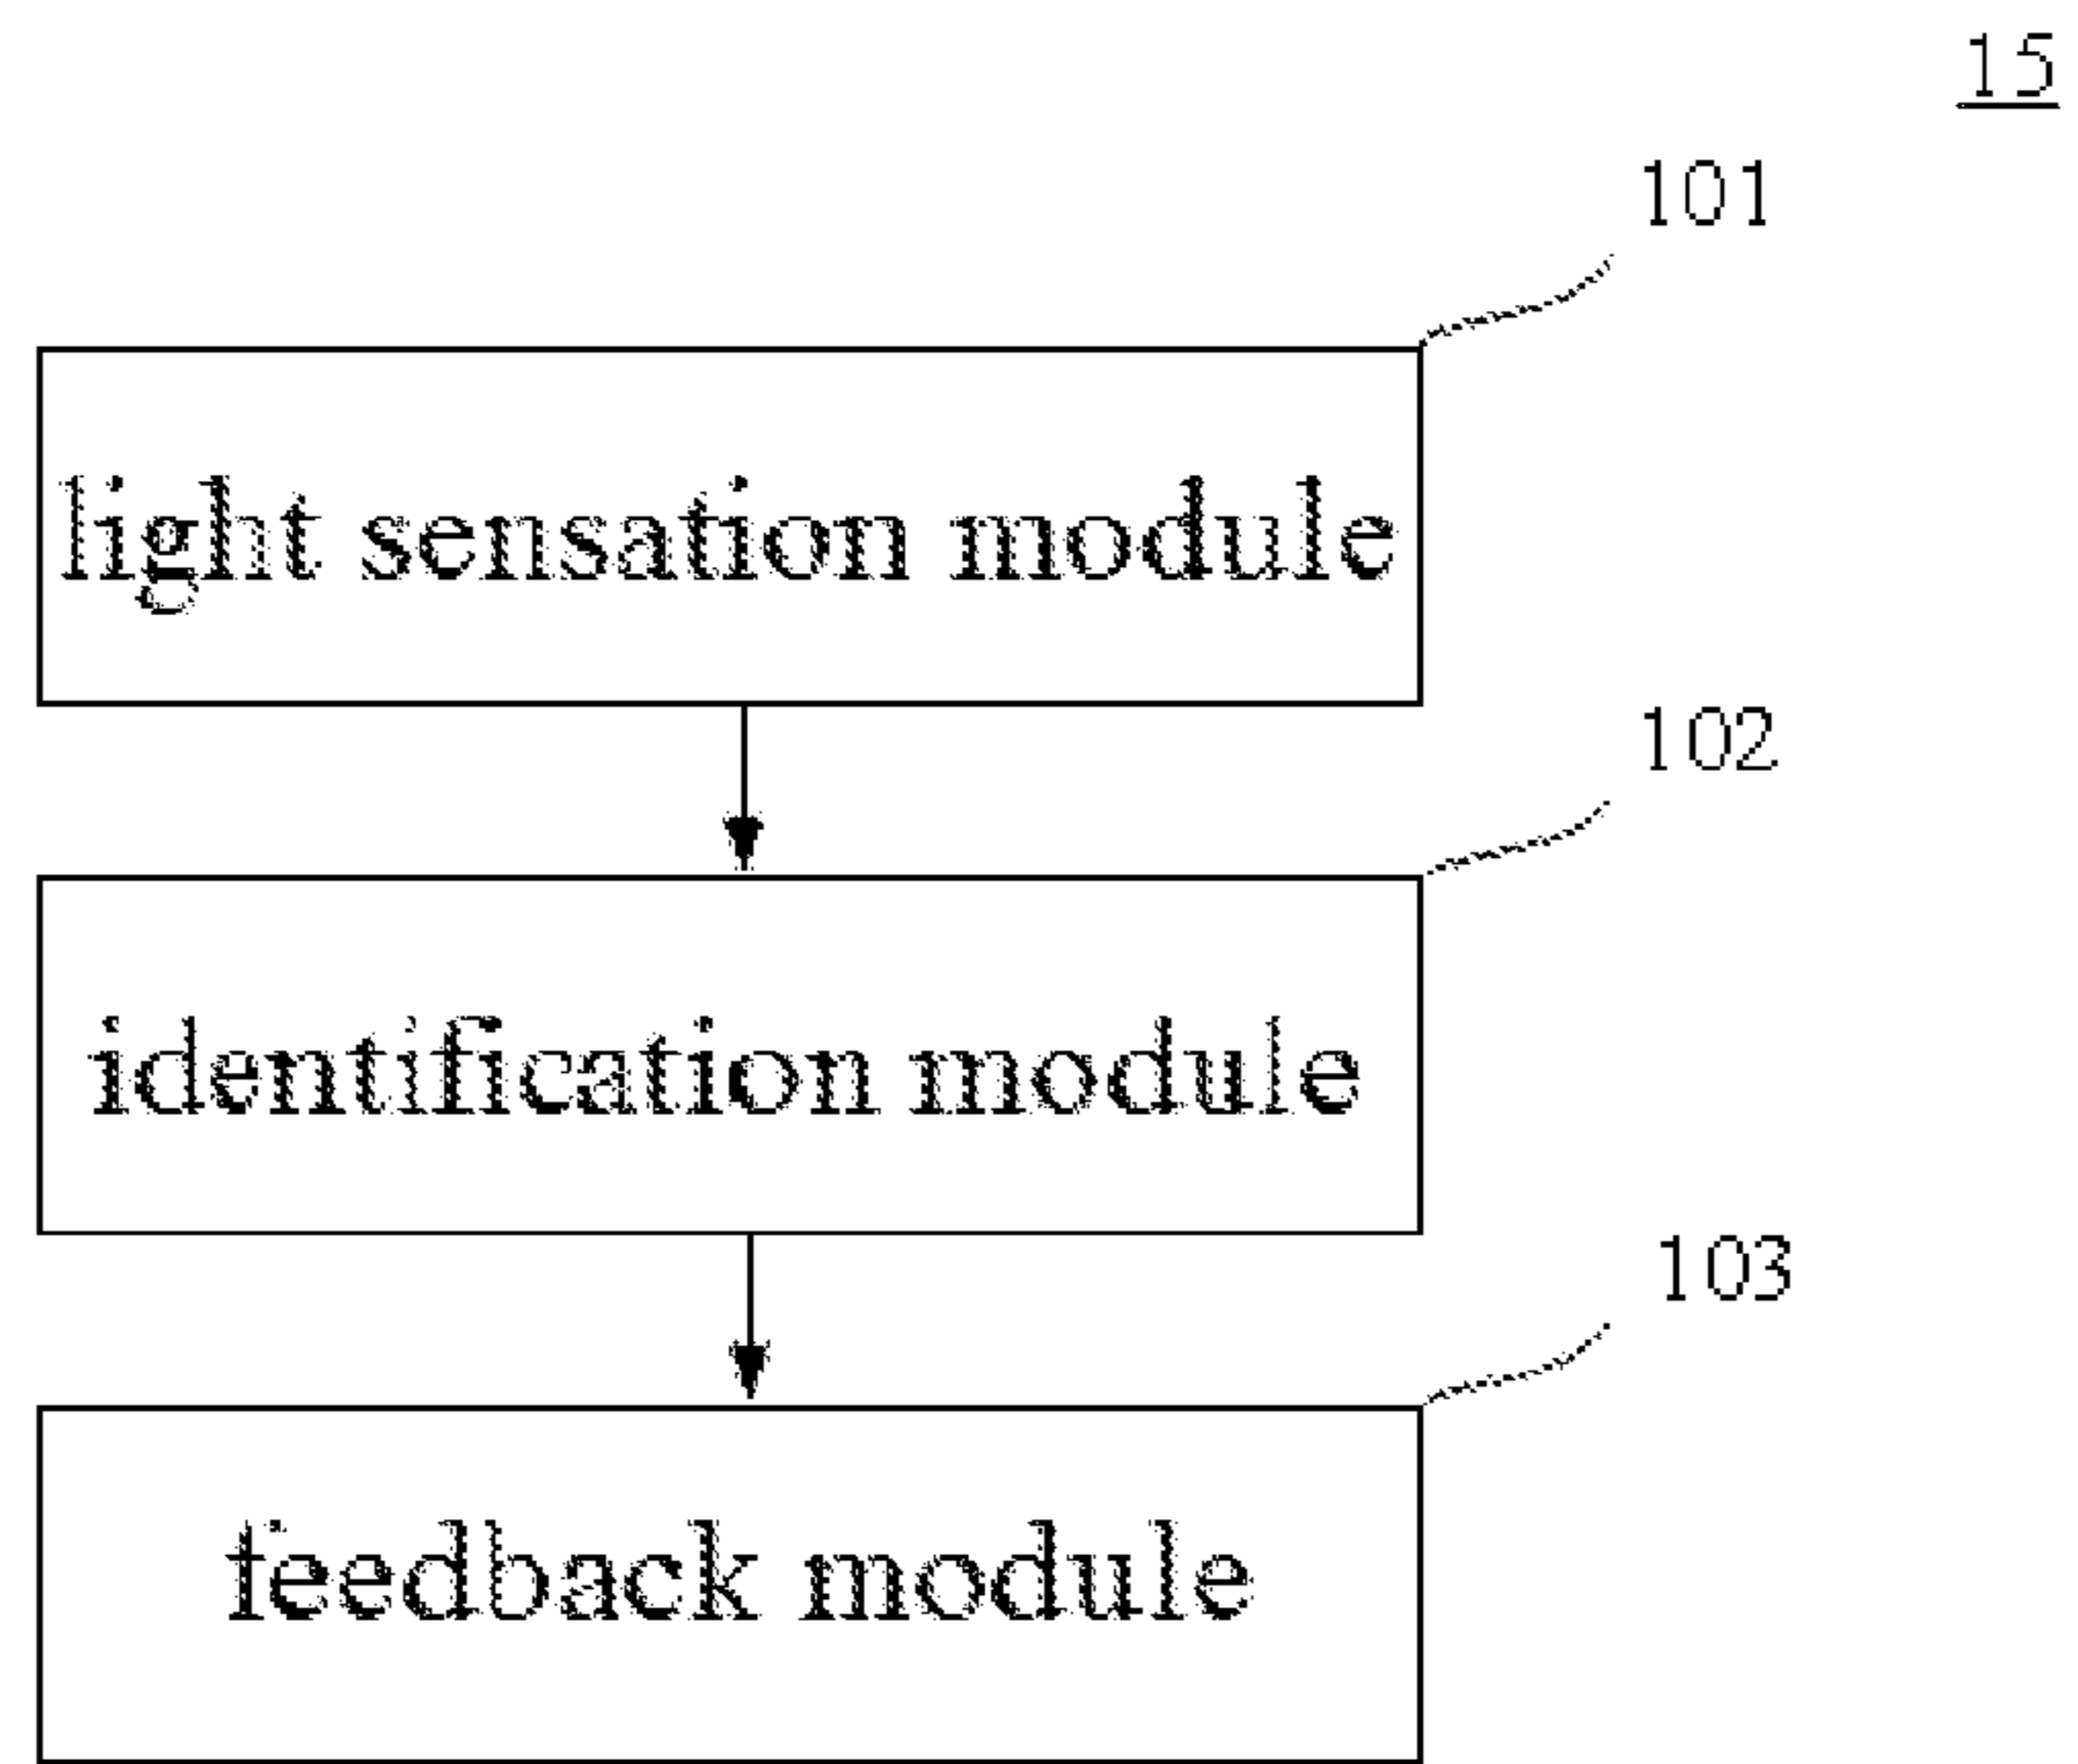 15
101
light sensation module
102
identification module
103
feedback module